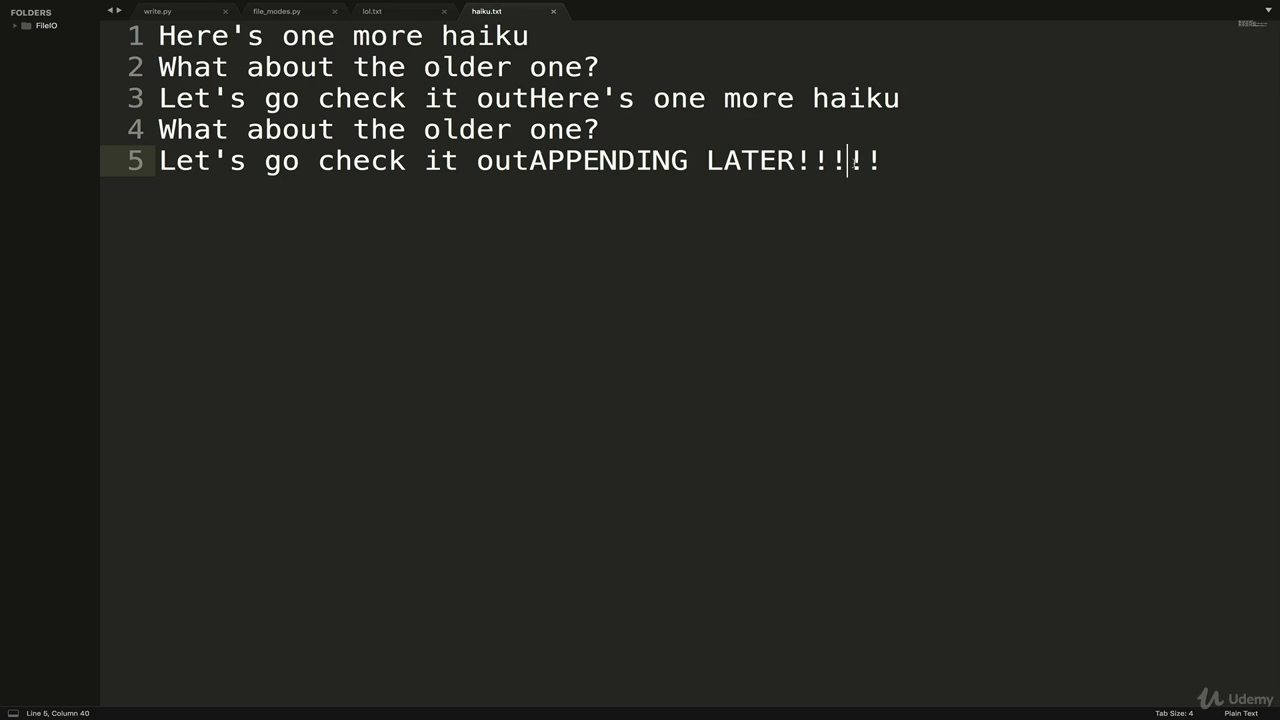 FOLDERS
FileIO
write.py
file_modes.py
lol.txt
haiku.txt
1 Here's one more haiku
2 What about the older one?
3 Let's go check it outHere's one more haiku
4 What about the older one?
5 Let's go check it outAPPENDING LATER!!!!!
Udemy
Line 5, Column 40
Tab Size: 4
Plain Text